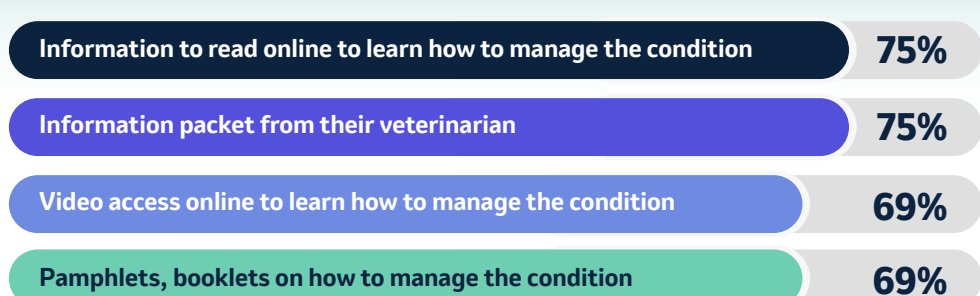 Information to read online to learn how to manage the condition 75%
Information packet from their veterinarian 75%
Video access online to learn how to manage the condition 69%
Pamphlets, booklets on how to manage the condition 69%